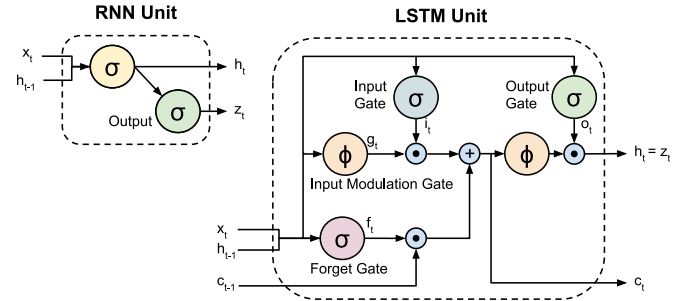 RNN Unit
x_t
h_t-1
σ
h_t
Output
σ
z_t
LSTM Unit
Input
Gate
σ
i_t
Output
Gate
σ
o_t
ϕ
g_t
+
ϕ
h_t = z_t
Input Modulation Gate
x_t
h_t-1
σ
f_t
Forget Gate
c_t-1
c_t